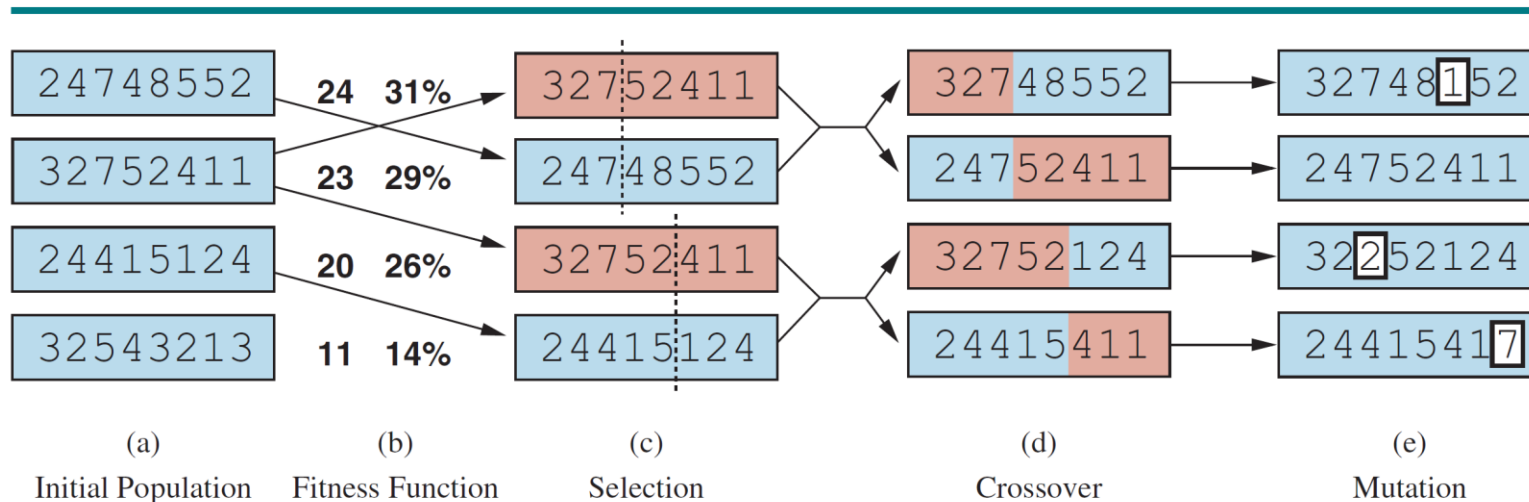 24748552 24 31% 32752411 32748552 32748152
32752411 23 29% 24748552 24752411 24752411
24415124 20 26% 32752411 32752124 32252124
32543213 11 14% 24415124 24415411 24415417
(a) (b) (c) (d) (e)
Initial Population Fitness Function Selection Crossover Mutation